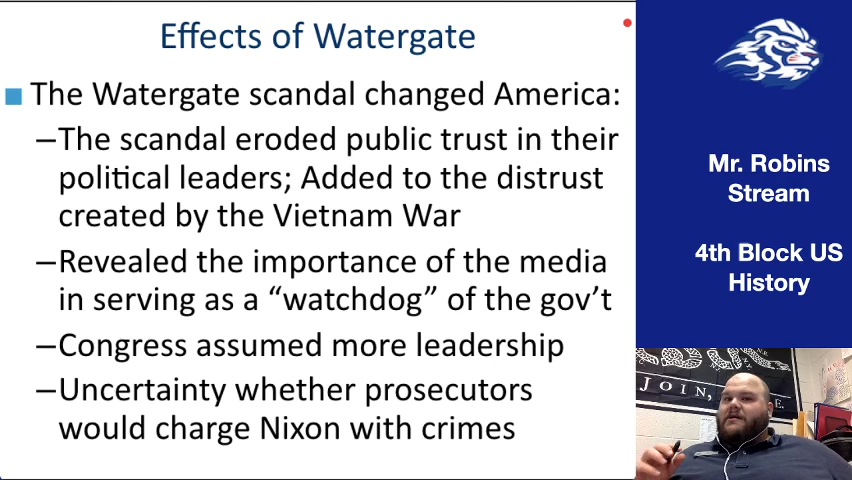 Effects of Watergate
The Watergate scandal changed America:
–The scandal eroded public trust in their
political leaders; Added to the distrust
created by the Vietnam War
–Revealed the importance of the media
in serving as a “watchdog” of the gov’t
–Congress assumed more leadership
–Uncertainty whether prosecutors
would charge Nixon with crimes
Mr. Robins
Stream
4th Block US
History
JOIN,